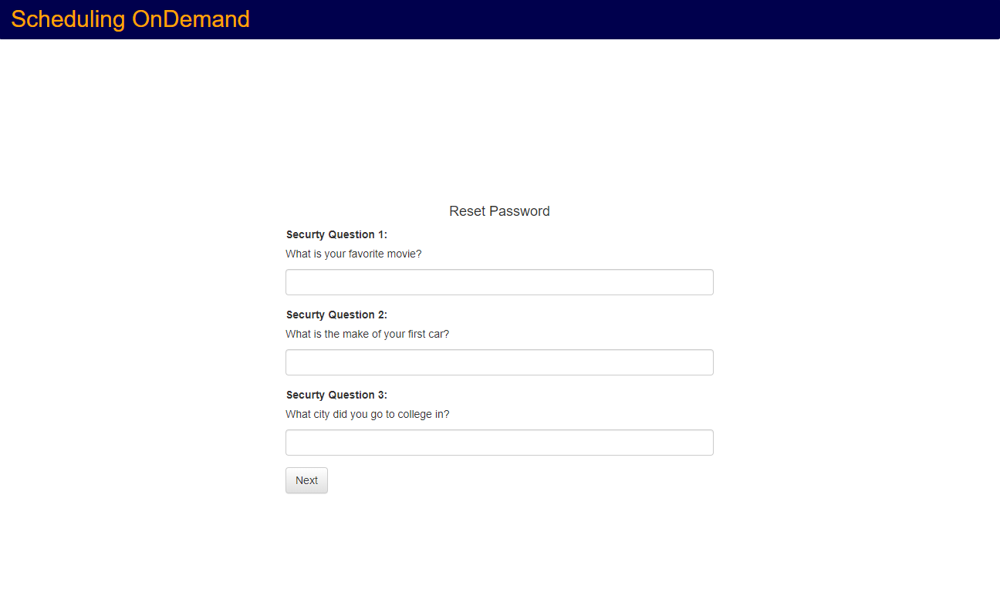 Scheduling OnDemand
Reset Password
Securty Question 1:
What is your favorite movie?
Securty Question 2:
What is the make of your first car?
Securty Question 3:
What city did you go to college in?
Next